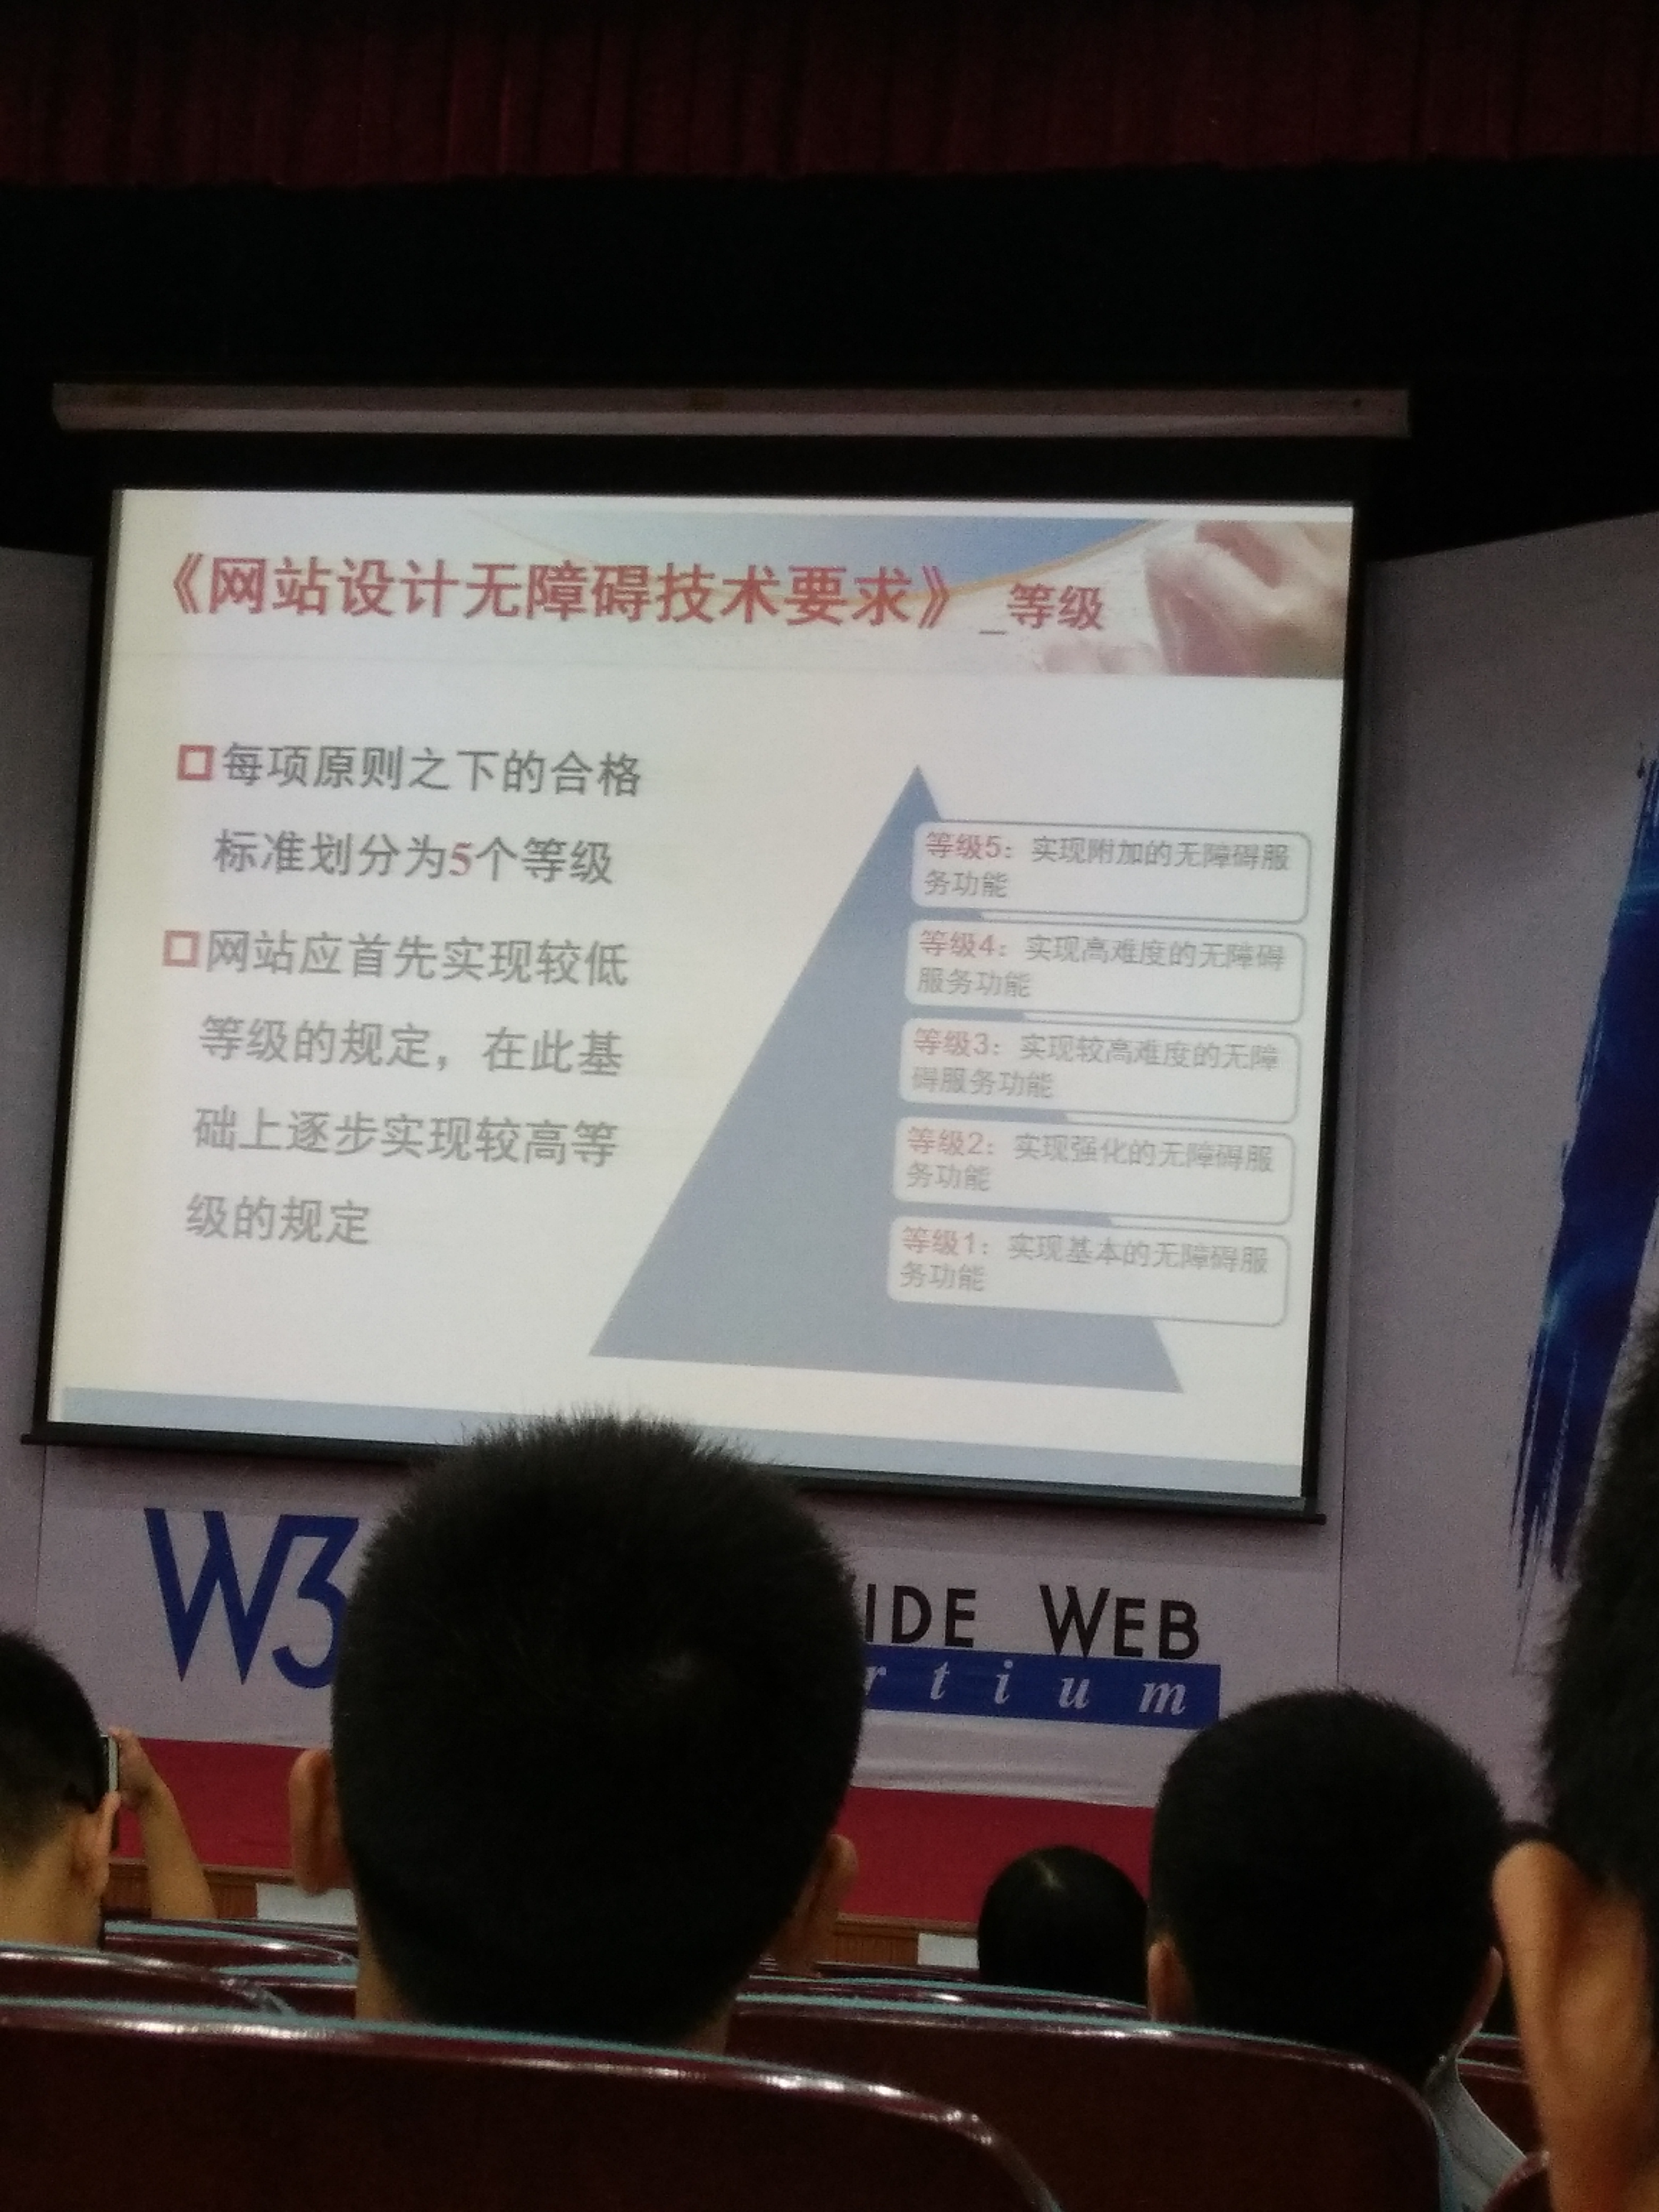 《网站设计无障碍技术要求》_等级
每项原则之下的合格
标准划分为5个等级
网站应首先实现较低
等级的规定，在此基
础上逐步实现较高等
级的规定
等级5：实现附加的无障碍服
务功能
等级4：实现高难度的无障碍
服务功能
等级3：实现较高难度的无障
碍服务功能
等级2：实现强化的无障碍服
务功能
等级1：实现基本的无障碍服
务功能
W3
IDE WEB
rtium